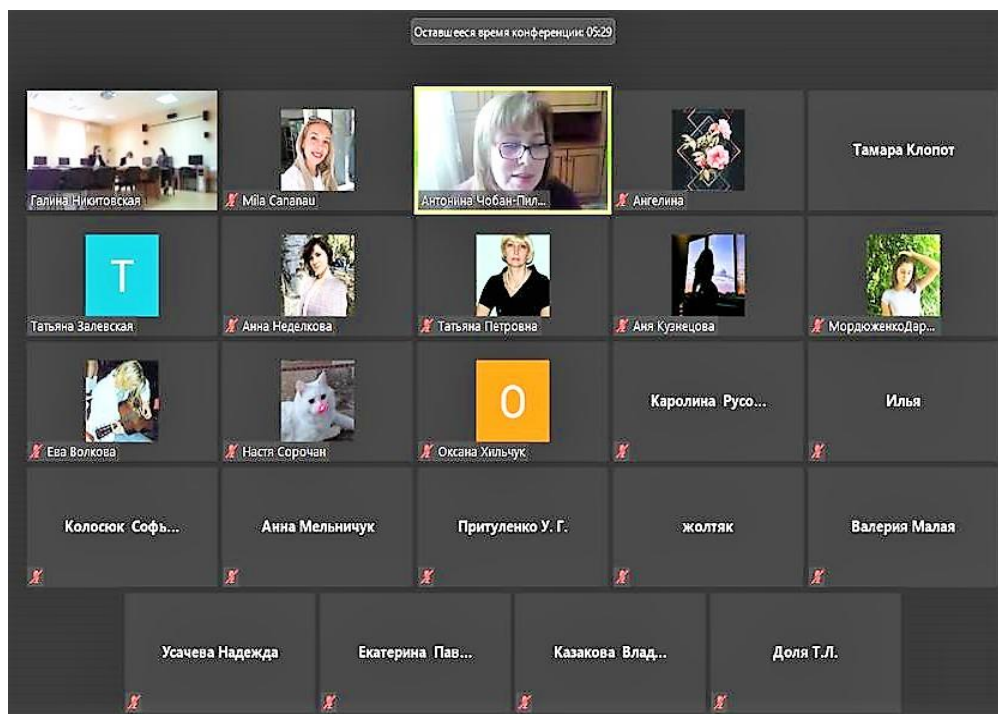 Оставшееся время конференции: 05:29
Галина Никитовская
Mila Cananau
Антонина Чобан-Пил...
Ангелина
Тамара Клопот
T
Татьяна Залевская
Анна Неделкова
Татьяна Петровна
Аня Кузнецова
МордюженкоДар...
Ева Волкова
Настя Сорочан
О
Оксана Хильчук
Каролина Русо...
Илья
Колосюк Софь...
Анна Мельничук
Притуленко У. Г.
жолтяк
Валерия Малая
Усачева Надежда
Екатерина Пав...
Казакова Влад...
Доля Т.Л.